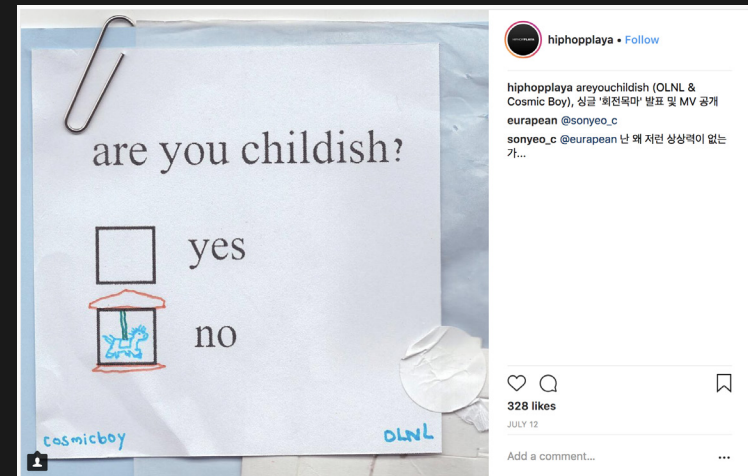 are you childish?
yes
no
cosmicboy
OLNL
HIPHOPPLAYA
hiphopplaya • Follow
hiphopplaya areyouchildish (OLNL &
Cosmic Boy), 싱글 '회전목마' 발표 및 MV 공개
eurapean @sonyeo_c
sonyeo_c @eurapean 난 왜 저런 상상력이 없는
가...
328 likes
JULY 12
Add a comment...